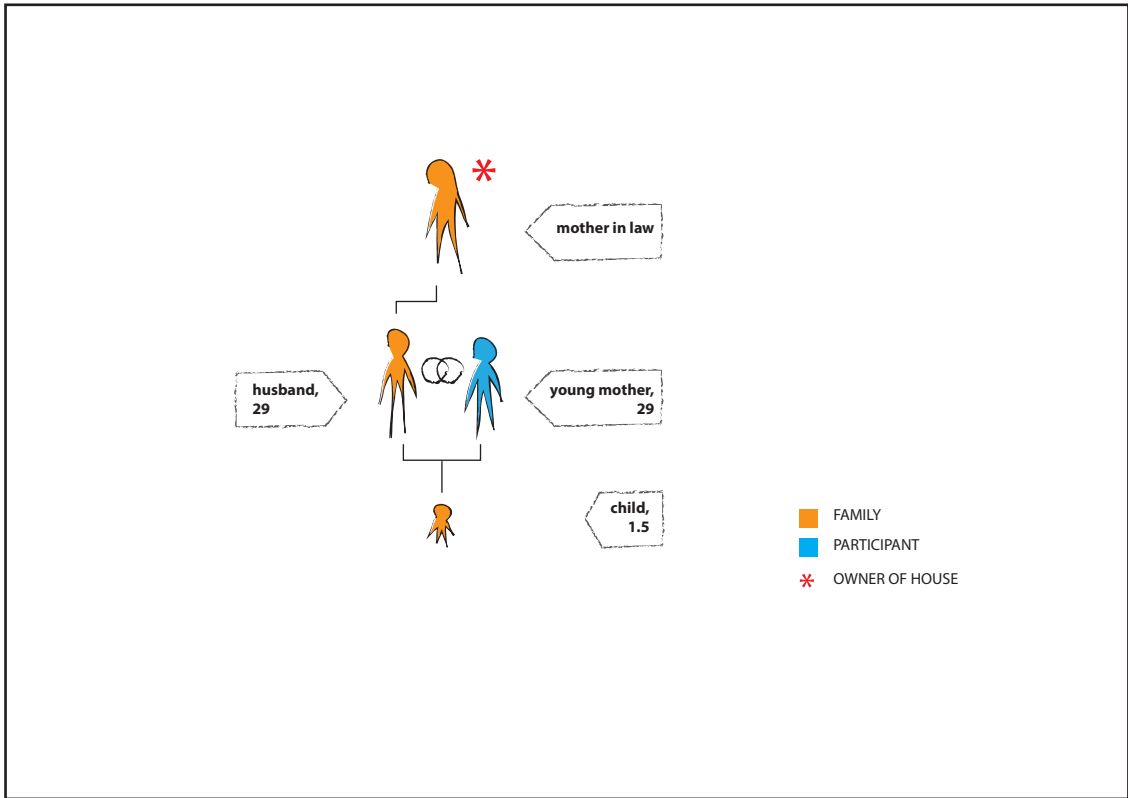 mother in law
husband,
29
young mother,
29
child,
1.5
FAMILY
PARTICIPANT
* OWNER OF HOUSE